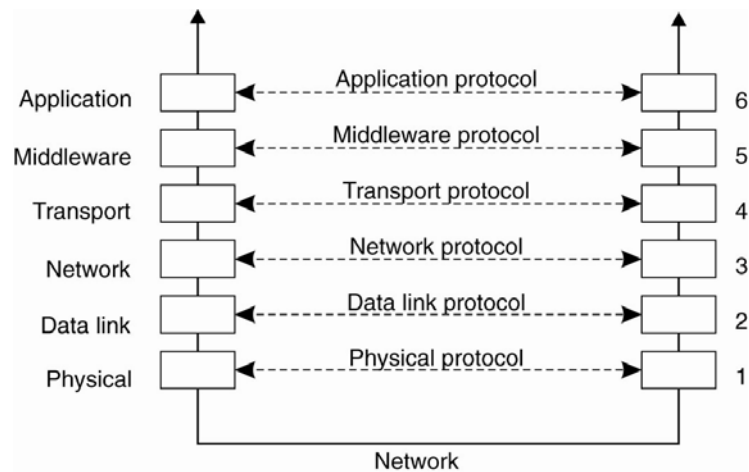 Application
Application protocol
6
Middleware
Middleware protocol
5
Transport
Transport protocol
4
Network
Network protocol
3
Data link
Data link protocol
2
Physical
Physical protocol
1
Network